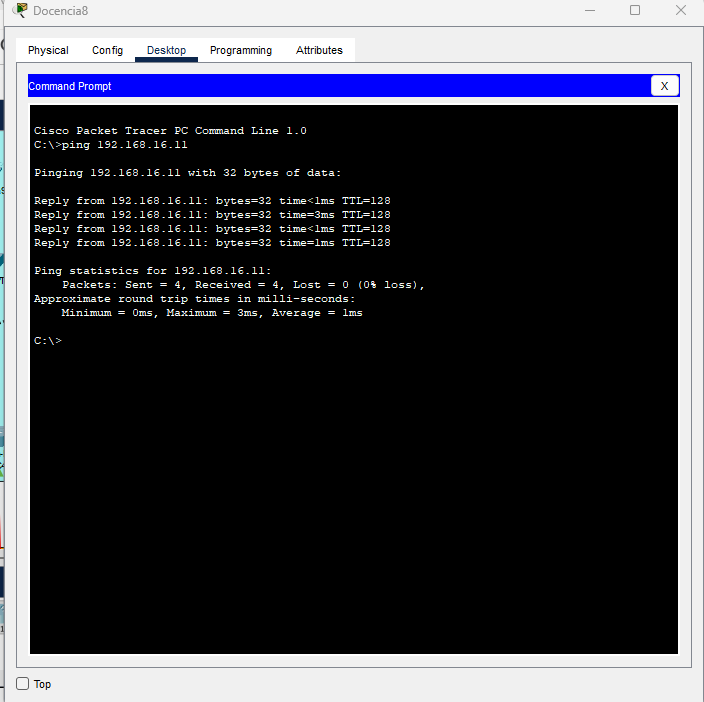 Docencia8
Physical Config Desktop Programming Attributes
Command Prompt X
Cisco Packet Tracer PC Command Line 1.0
C:\>ping 192.168.16.11
Pinging 192.168.16.11 with 32 bytes of data:
Reply from 192.168.16.11: bytes=32 time<1ms TTL=128
Reply from 192.168.16.11: bytes=32 time=3ms TTL=128
Reply from 192.168.16.11: bytes=32 time<1ms TTL=128
Reply from 192.168.16.11: bytes=32 time=1ms TTL=128
Ping statistics for 192.168.16.11:
Packets: Sent = 4, Received = 4, Lost = 0 (0% loss),
Approximate round trip times in milli-seconds:
Minimum = 0ms, Maximum = 3ms, Average = 1ms
C:\>
Top